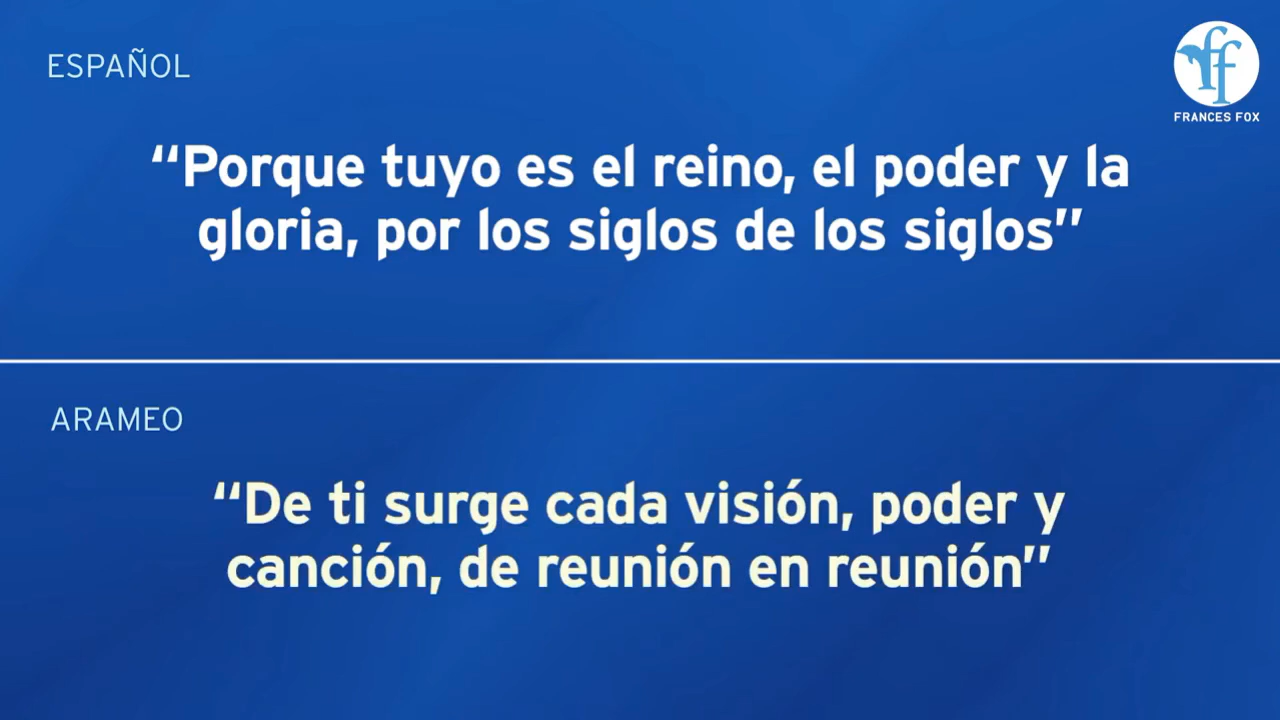 ESPAÑOL
ff
FRANCES FOX
“Porque tuyo es el reino, el poder y la
gloria, por los siglos de los siglos”
ARAMEO
“De ti surge cada visión, poder y
canción, de reunión en reunión”